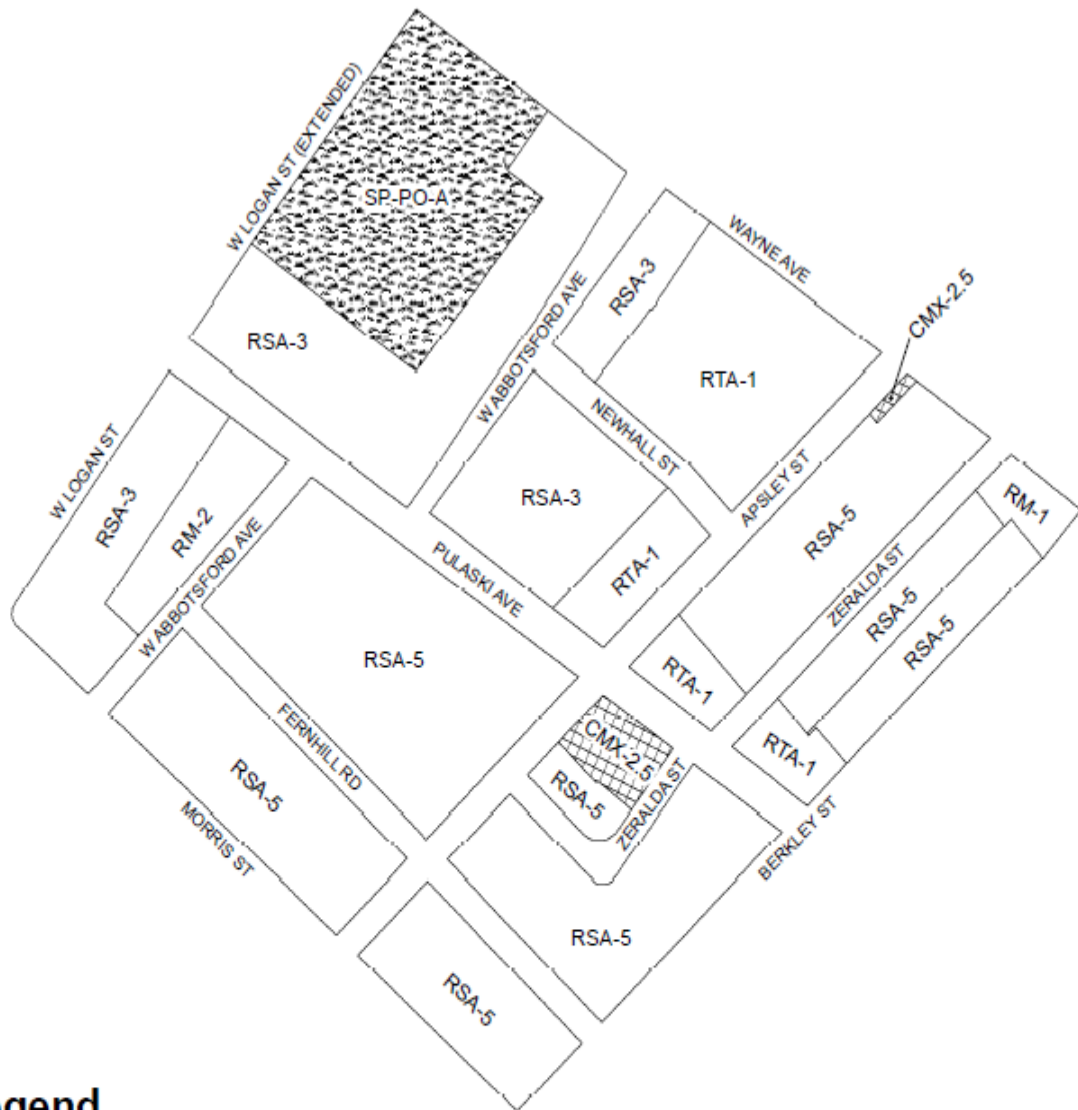 W LOGAN ST (EXTENDED)
SP-PO-A
RSA-3
W ABBOTSFORD AVE
RSA-3
WAYNE AVE
CMX-2.5
RTA-1
NEWHALL ST
APSLEY ST
W LOGAN ST
RSA-3
RM-2
W ABBOTSFORD AVE
RSA-3
RTA-1
PULASKI AVE
RSA-5
RM-1
ZERALDA ST
RSA-5
RSA-5
RTA-1
RTA-1
RSA-5
FERNHILL RD
CMX-2.5
RSA-5
ZERALDA ST
BERKLEY ST
RSA-5
MORRIS ST
RSA-5
RSA-5